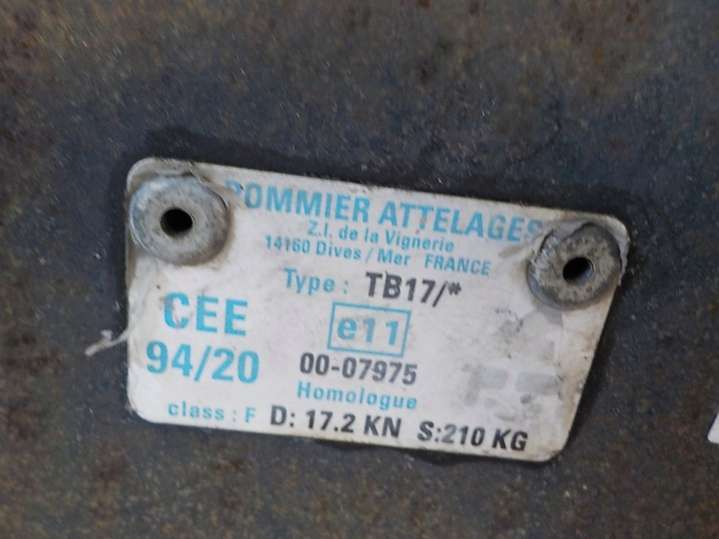 POMMIER ATTELAGES
Z.I. de la Vignerie
14160 Dives / Mer FRANCE
Type : TB17/*
CEE
94/20
e11
00-07975
Homologue
class : F D: 17.2 KN S:210 KG